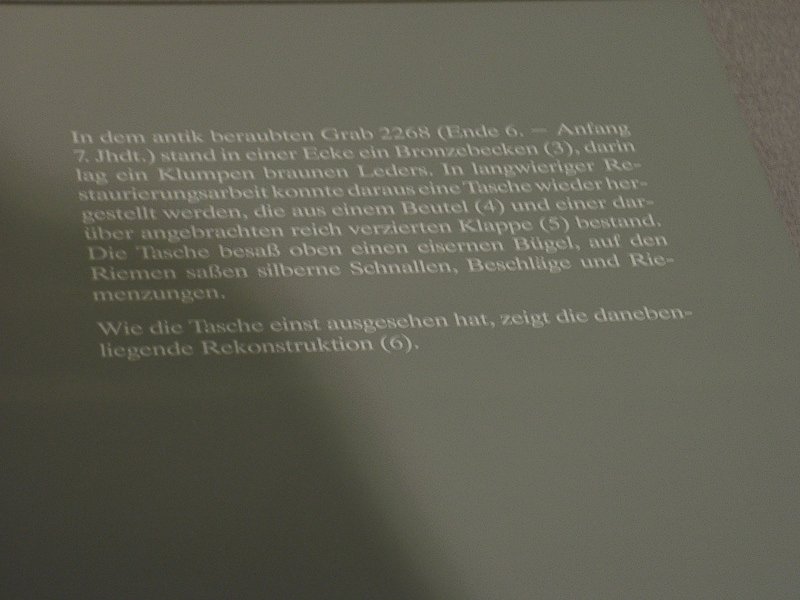 In dem antik beraubten Grab 2268 (Ende 6. — Anfang
7. Jhdt.) stand in einer Ecke ein Bronzebecken (3), darin
lag ein Klumpen braunen Leders. In langwieriger Re-
staurierungsarbeit konnte daraus eine Tasche wieder her-
gestellt werden, die aus einem Beutel (4) und einer dar-
über angebrachten reich verzierten Klappe (5) bestand.
Die Tasche besaß oben einen eisernen Bügel, auf den
Riemen saßen silberne Schnallen, Beschläge und Rie-
menzungen.
Wie die Tasche einst ausgesehen hat, zeigt die daneben-
liegende Rekonstruktion (6).